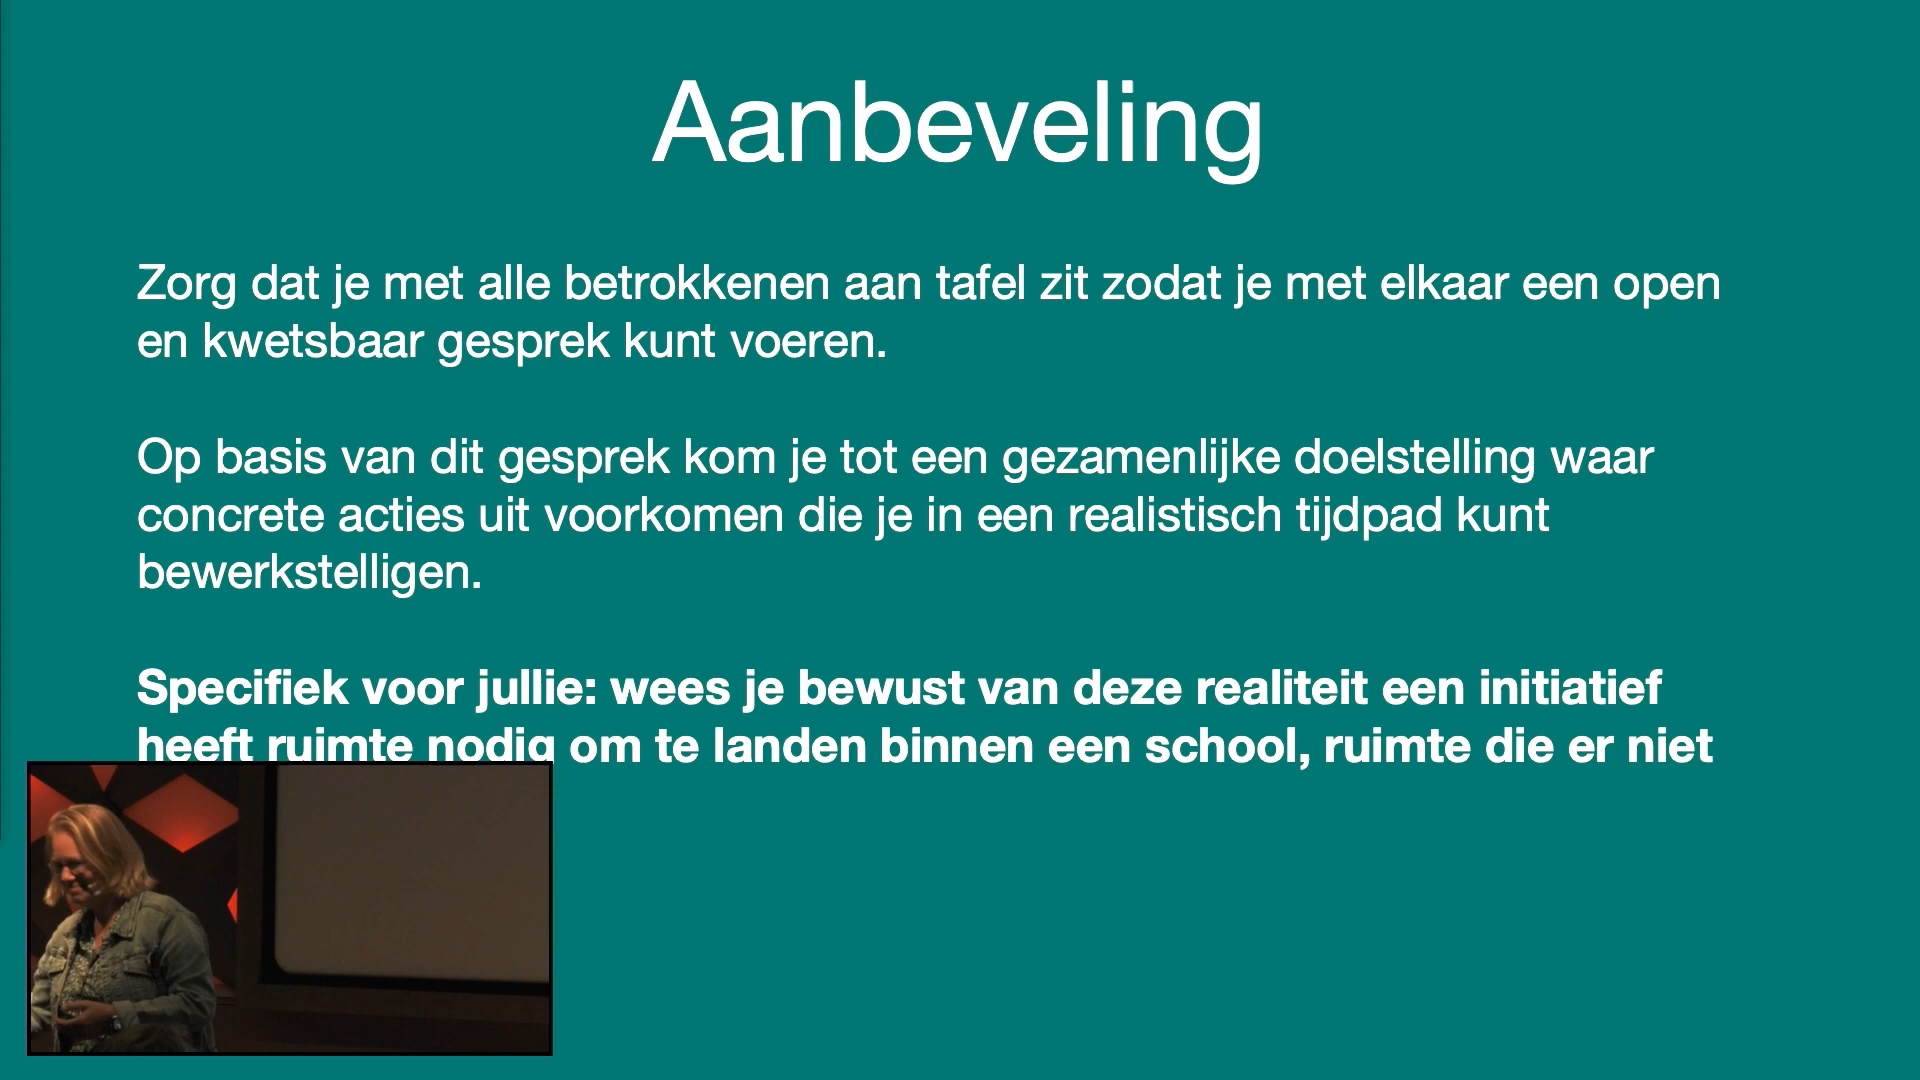 Aanbeveling
Zorg dat je met alle betrokkenen aan tafel zit zodat je met elkaar een open
en kwetsbaar gesprek kunt voeren.
Op basis van dit gesprek kom je tot een gezamenlijke doelstelling waar
concrete acties uit voorkomen die je in een realistisch tijdpad kunt
bewerkstelligen.
Specifiek voor jullie: wees je bewust van deze realiteit een initiatief
heeft ruimte nodig om te landen binnen een school, ruimte die er niet